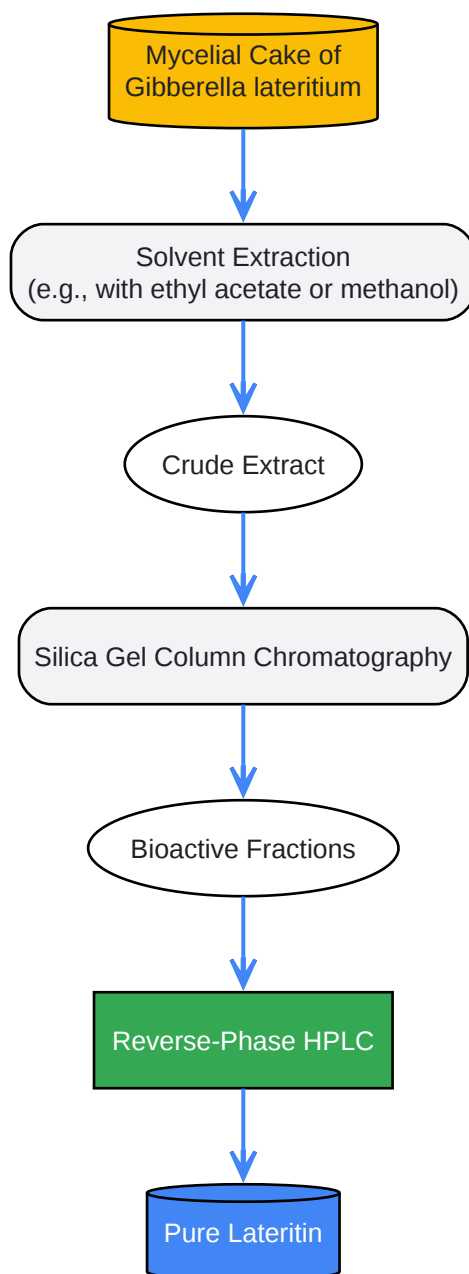 Mycelial Cake of
Gibberella lateritium
Solvent Extraction
(e.g., with ethyl acetate or methanol)
Crude Extract
Silica Gel Column Chromatography
Bioactive Fractions
Reverse-Phase HPLC
Pure Lateritin